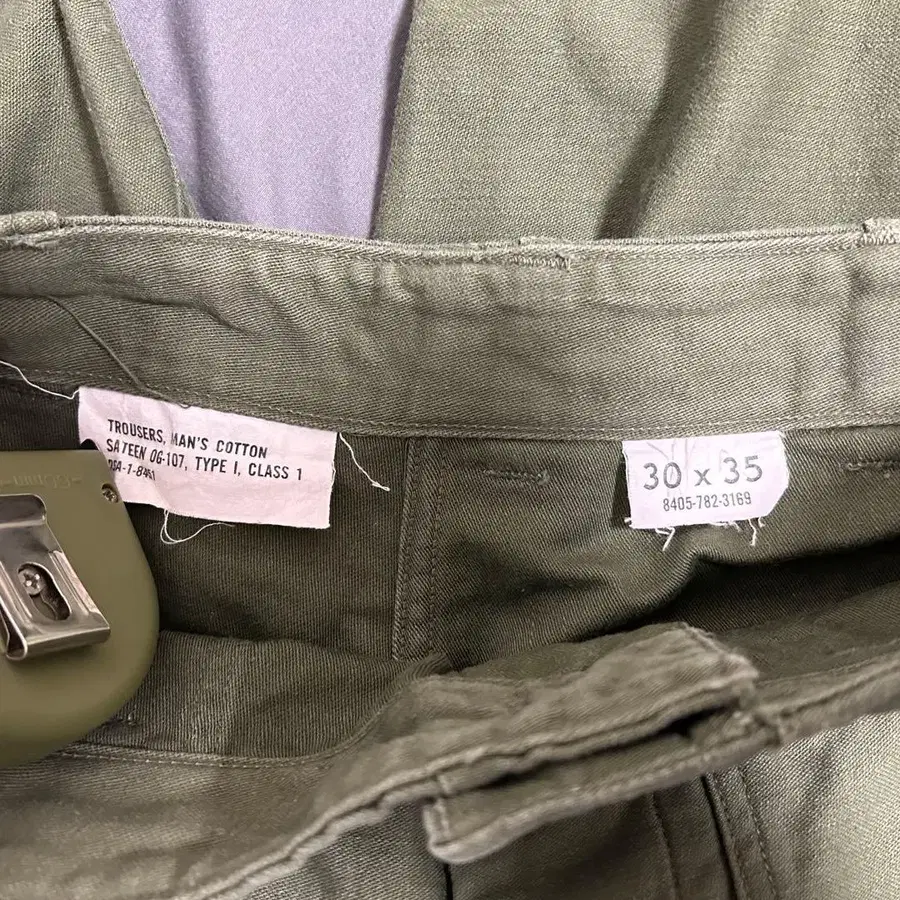 TROUSERS, MAN'S COTTON
SATEEN OG-107, TYPE I, CLASS 1
30 x 35
8405-782-3169